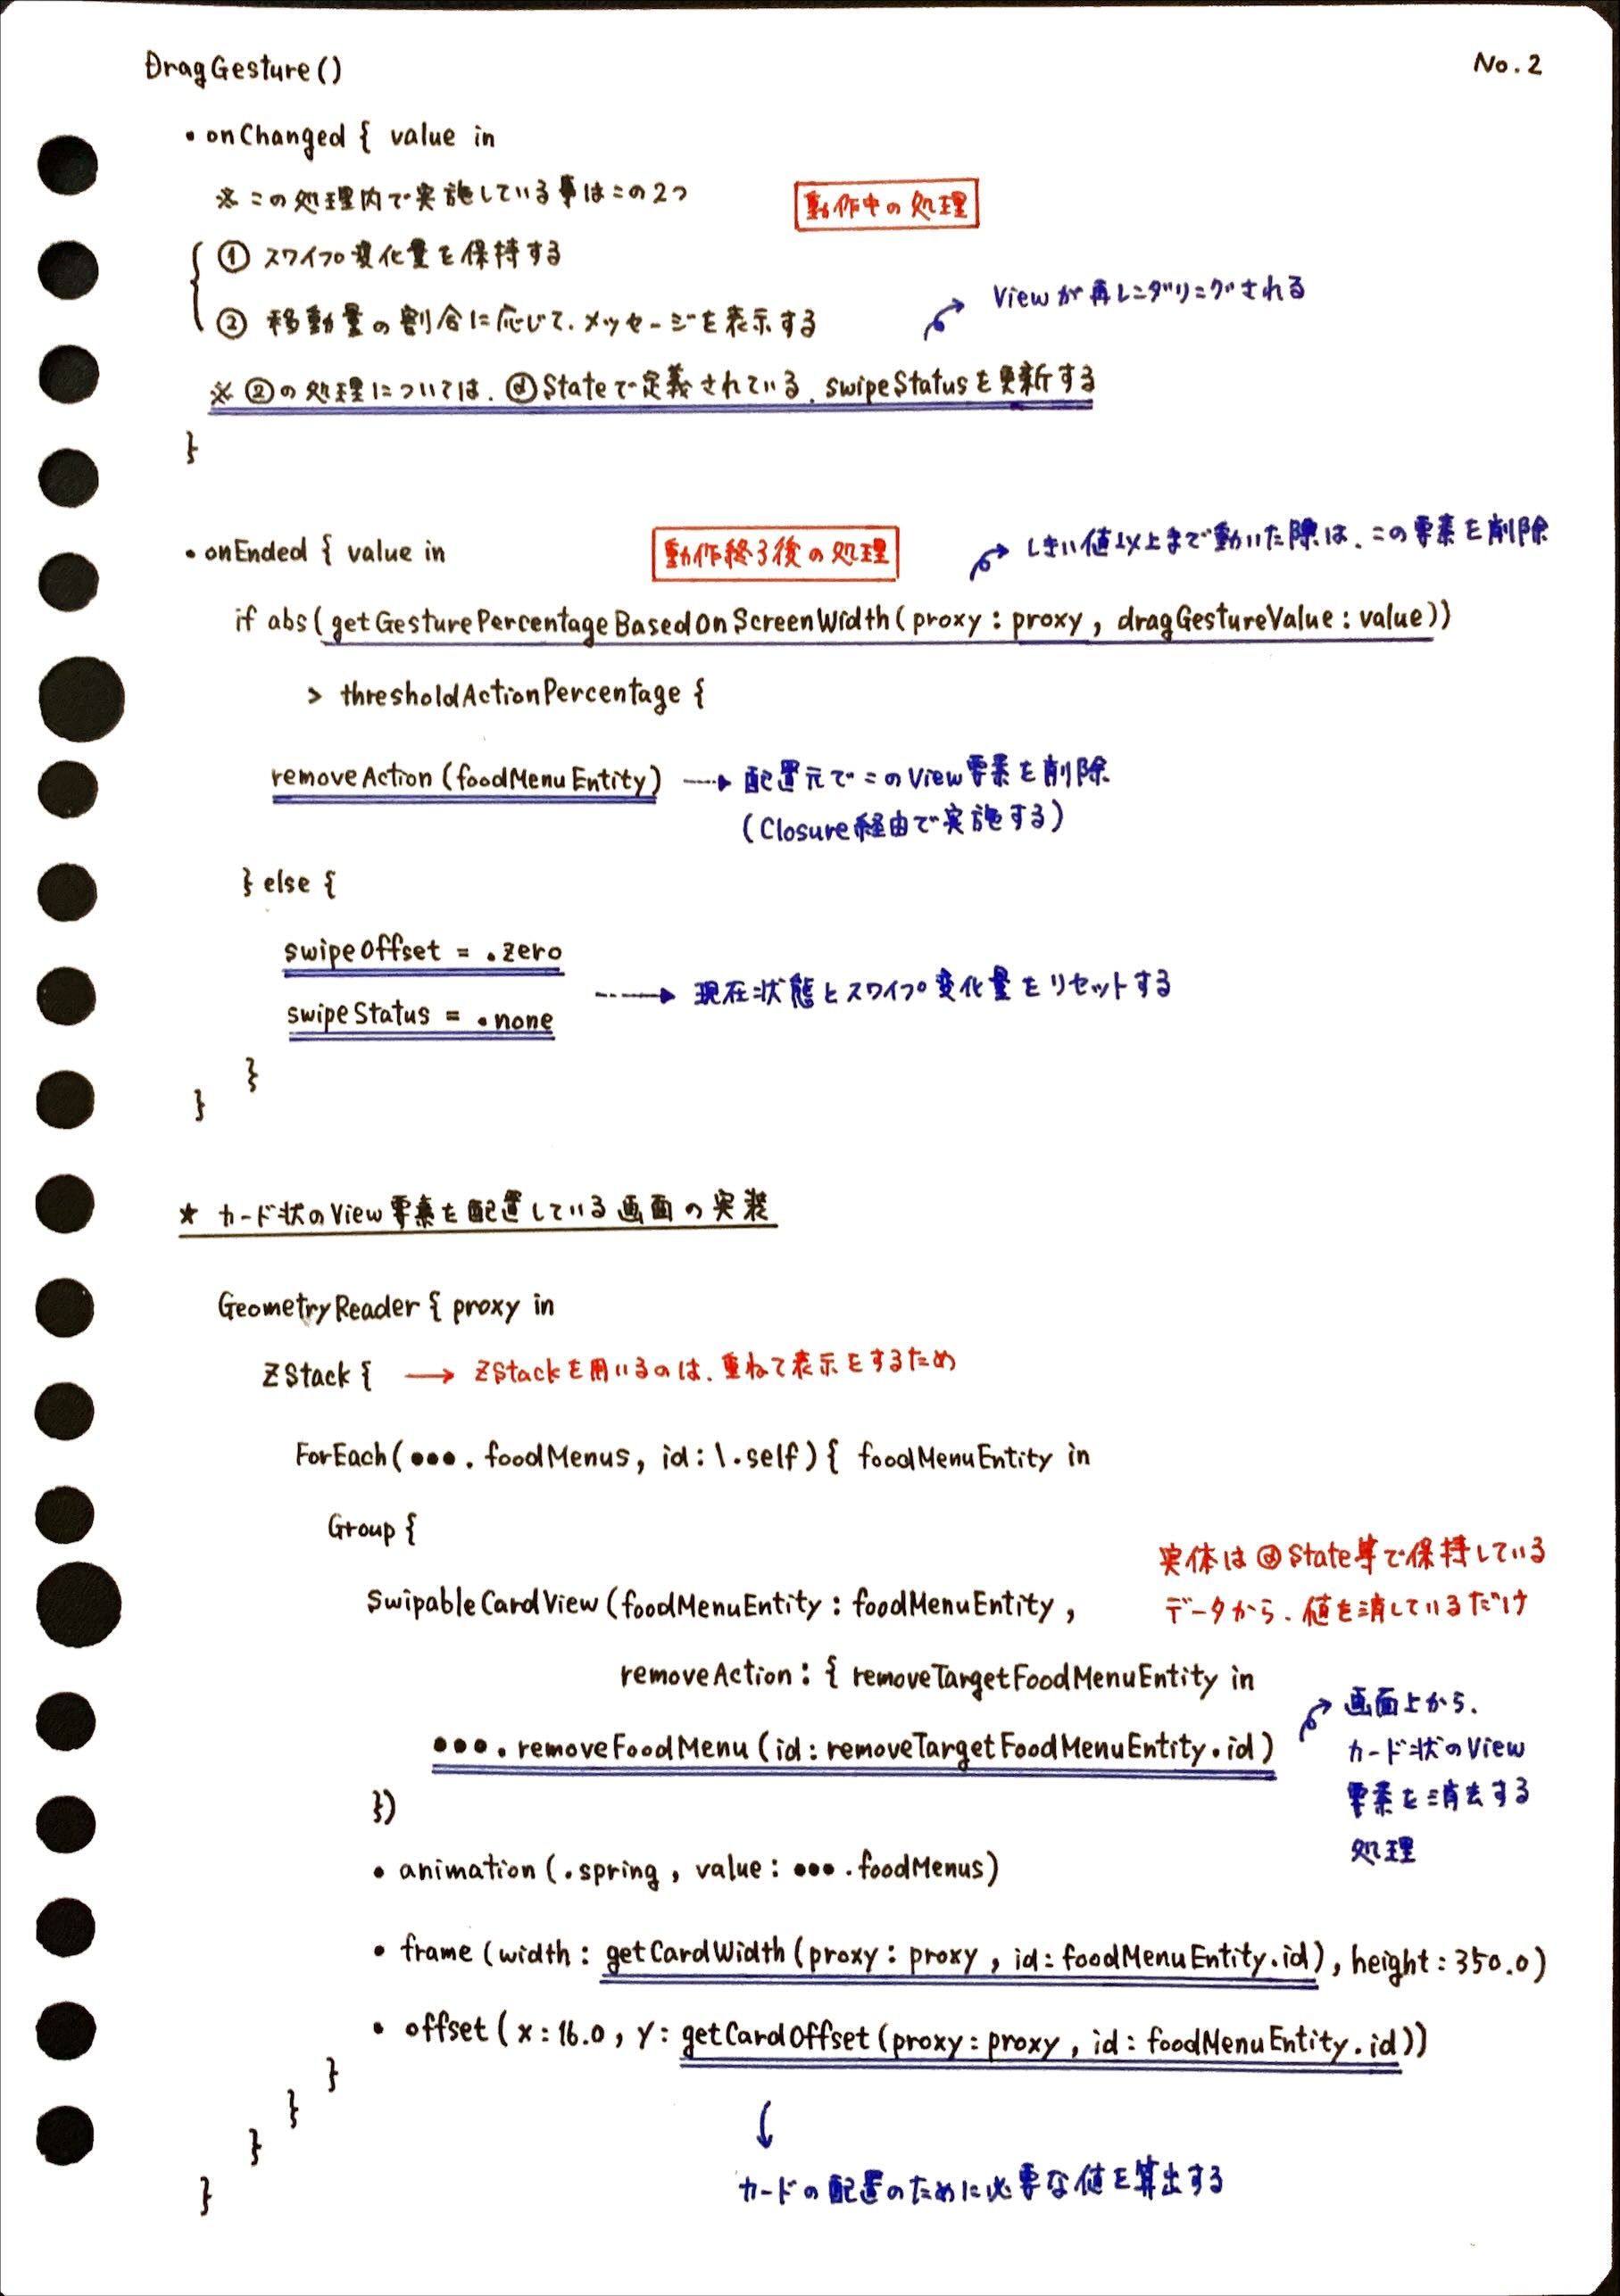 DragGesture()
No.2
• onChanged { value in
※ この処理内で実施している事はこの2つ
動作中の処理
① スワイプ変化量を保持する
② 移動量の割合に応じて、メッセージを表示する
Viewが再レンダリングされる
※ ②の処理については、@Stateで定義されている、swipeStatusを更新する
}
• onEnded { value in
動作終了後の処理
しきい値以上まで動いた際は、この要素を削除
if abs(getGesturePercentageBasedOnScreenWidth(proxy: proxy, dragGestureValue: value))
> thresholdActionPercentage {
removeAction(foodMenuEntity)
配置元でこのView要素を削除
(Closure経由で実施する)
} else {
swipeOffset = .zero
swipeStatus = .none
現在状態とスワイプ変化量をリセットする
}
}
★ カード状のView要素を配置している画面の実装
GeometryReader { proxy in
ZStack { → ZStackを用いるのは、重ねて表示をするため
ForEach(•••.foodMenus, id: \.self) { foodMenuEntity in
Group {
実体は@State等で保持している
データから、値を消しているだけ
SwipableCardView(foodMenuEntity: foodMenuEntity,
removeAction: { removeTargetFoodMenuEntity in
•••.removeFoodMenu(id: removeTargetFoodMenuEntity.id)
画面上から、
カード状のView
要素を消去する
処理
})
• animation(.spring, value: •••.foodMenus)
• frame(width: getCardWidth(proxy: proxy, id: foodMenuEntity.id), height: 350.0)
• offset(x: 16.0, y: getCardOffset(proxy: proxy, id: foodMenuEntity.id))
}
}
}
}
カードの配置のために必要な値を算出する